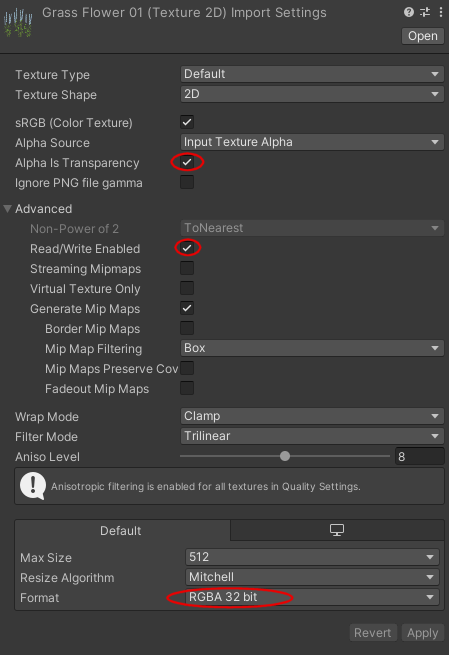 Grass Flower 01 (Texture 2D) Import Settings
Open
Texture Type Default
Texture Shape 2D
sRGB (Color Texture)
Alpha Source Input Texture Alpha
Alpha Is Transparency
Ignore PNG file gamma
Advanced
Non-Power of 2 ToNearest
Read/Write Enabled
Streaming Mipmaps
Virtual Texture Only
Generate Mip Maps
Border Mip Maps
Mip Map Filtering Box
Mip Maps Preserve Cov
Fadeout Mip Maps
Wrap Mode Clamp
Filter Mode Trilinear
Aniso Level 8
Anisotropic filtering is enabled for all textures in Quality Settings.
Default
Max Size 512
Resize Algorithm Mitchell
Format RGBA 32 bit
Revert Apply